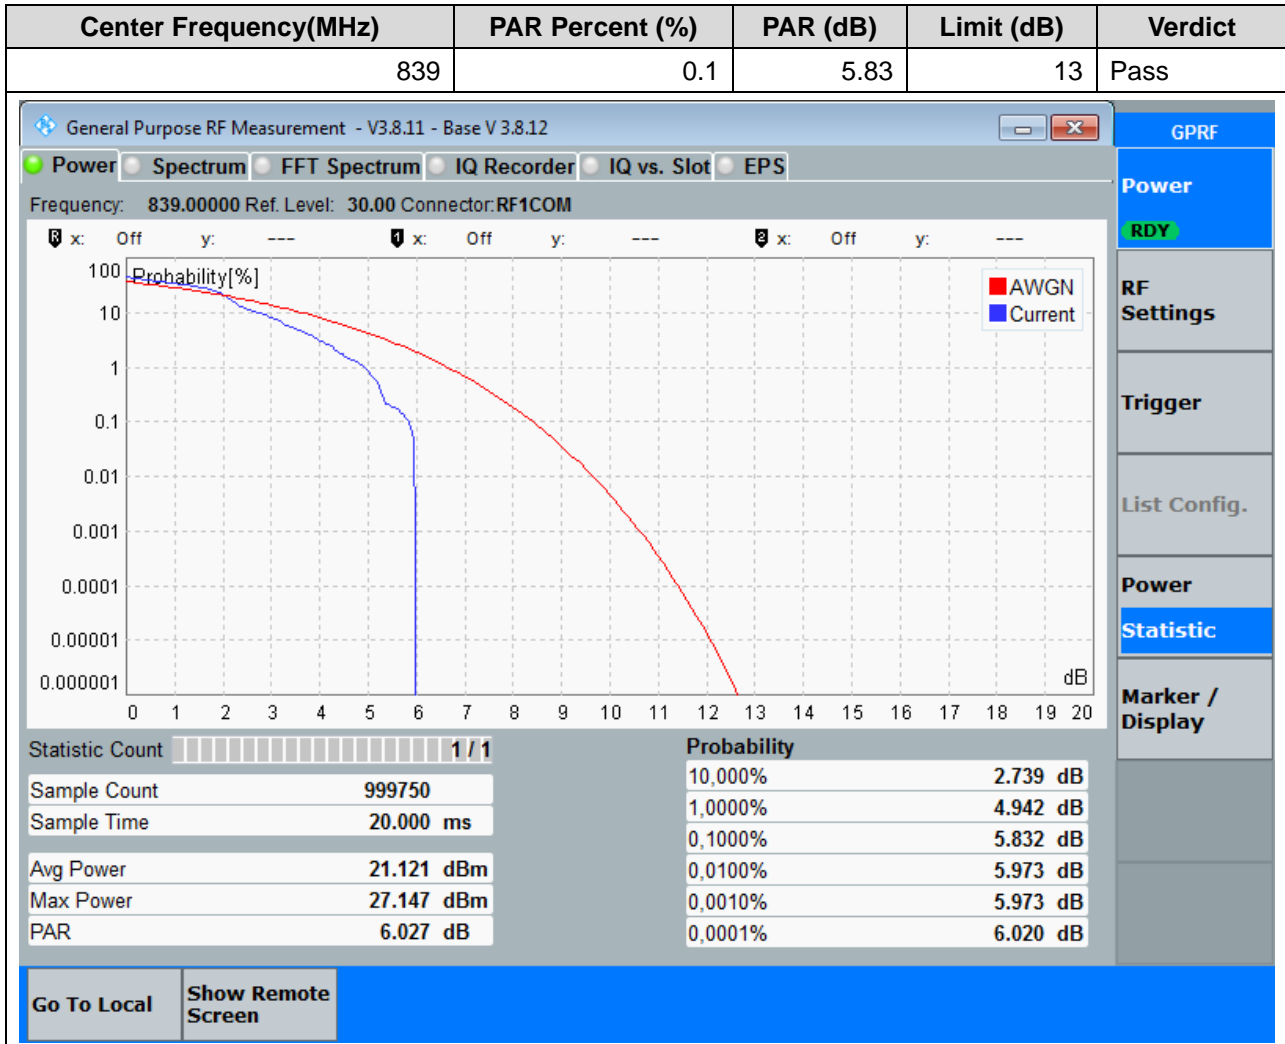 Center Frequency(MHz) PAR Percent (%) PAR (dB) Limit (dB) Verdict
839 0.1 5.83 13 Pass
General Purpose RF Measurement - V3.8.11 - Base V 3.8.12
GPRF
Power Spectrum FFT Spectrum IQ Recorder IQ vs. Slot EPS
Power
RDY
Frequency: 839.00000 Ref. Level: 30.00 Connector:RF1COM
R x: Off y: --- 1 x: Off y: --- 2 x: Off y: ---
100 Probability[%]
AWGN
Current
10
1
0.1
0.01
0.001
0.0001
0.00001
0.000001
dB
0 1 2 3 4 5 6 7 8 9 10 11 12 13 14 15 16 17 18 19 20
RF
Settings
Trigger
List Config.
Power
Statistic
Marker /
Display
Statistic Count 1 / 1
Sample Count 999750
Sample Time 20.000 ms
Avg Power 21.121 dBm
Max Power 27.147 dBm
PAR 6.027 dB
Probability
10,000% 2.739 dB
1,0000% 4.942 dB
0,1000% 5.832 dB
0,0100% 5.973 dB
0,0010% 5.973 dB
0,0001% 6.020 dB
Go To Local
Show Remote
Screen